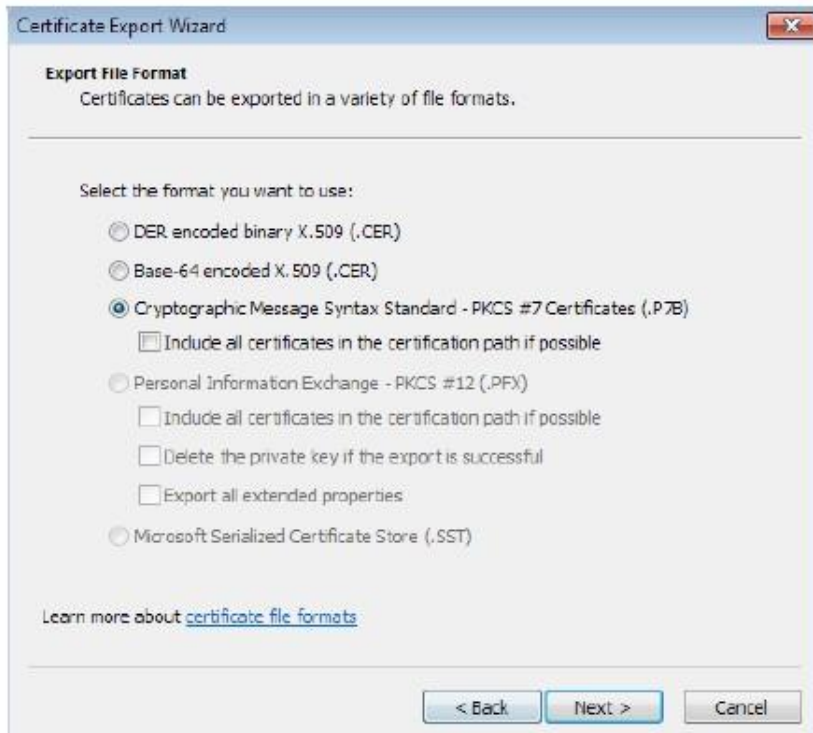 Certificate Export Wizard
Export File Format
Certificates can be exported in a variety of file formats.
Select the format you want to use:
DER encoded binary X.509 (.CER)
Base-64 encoded X.509 (.CER)
Cryptographic Message Syntax Standard - PKCS #7 Certificates (.P7B)
Include all certificates in the certification path if possible
Personal Information Exchange - PKCS #12 (.PFX)
Include all certificates in the certification path if possible
Delete the private key if the export is successful
Export all extended properties
Microsoft Serialized Certificate Store (.SST)
Learn more about certificate file formats
< Back Next > Cancel